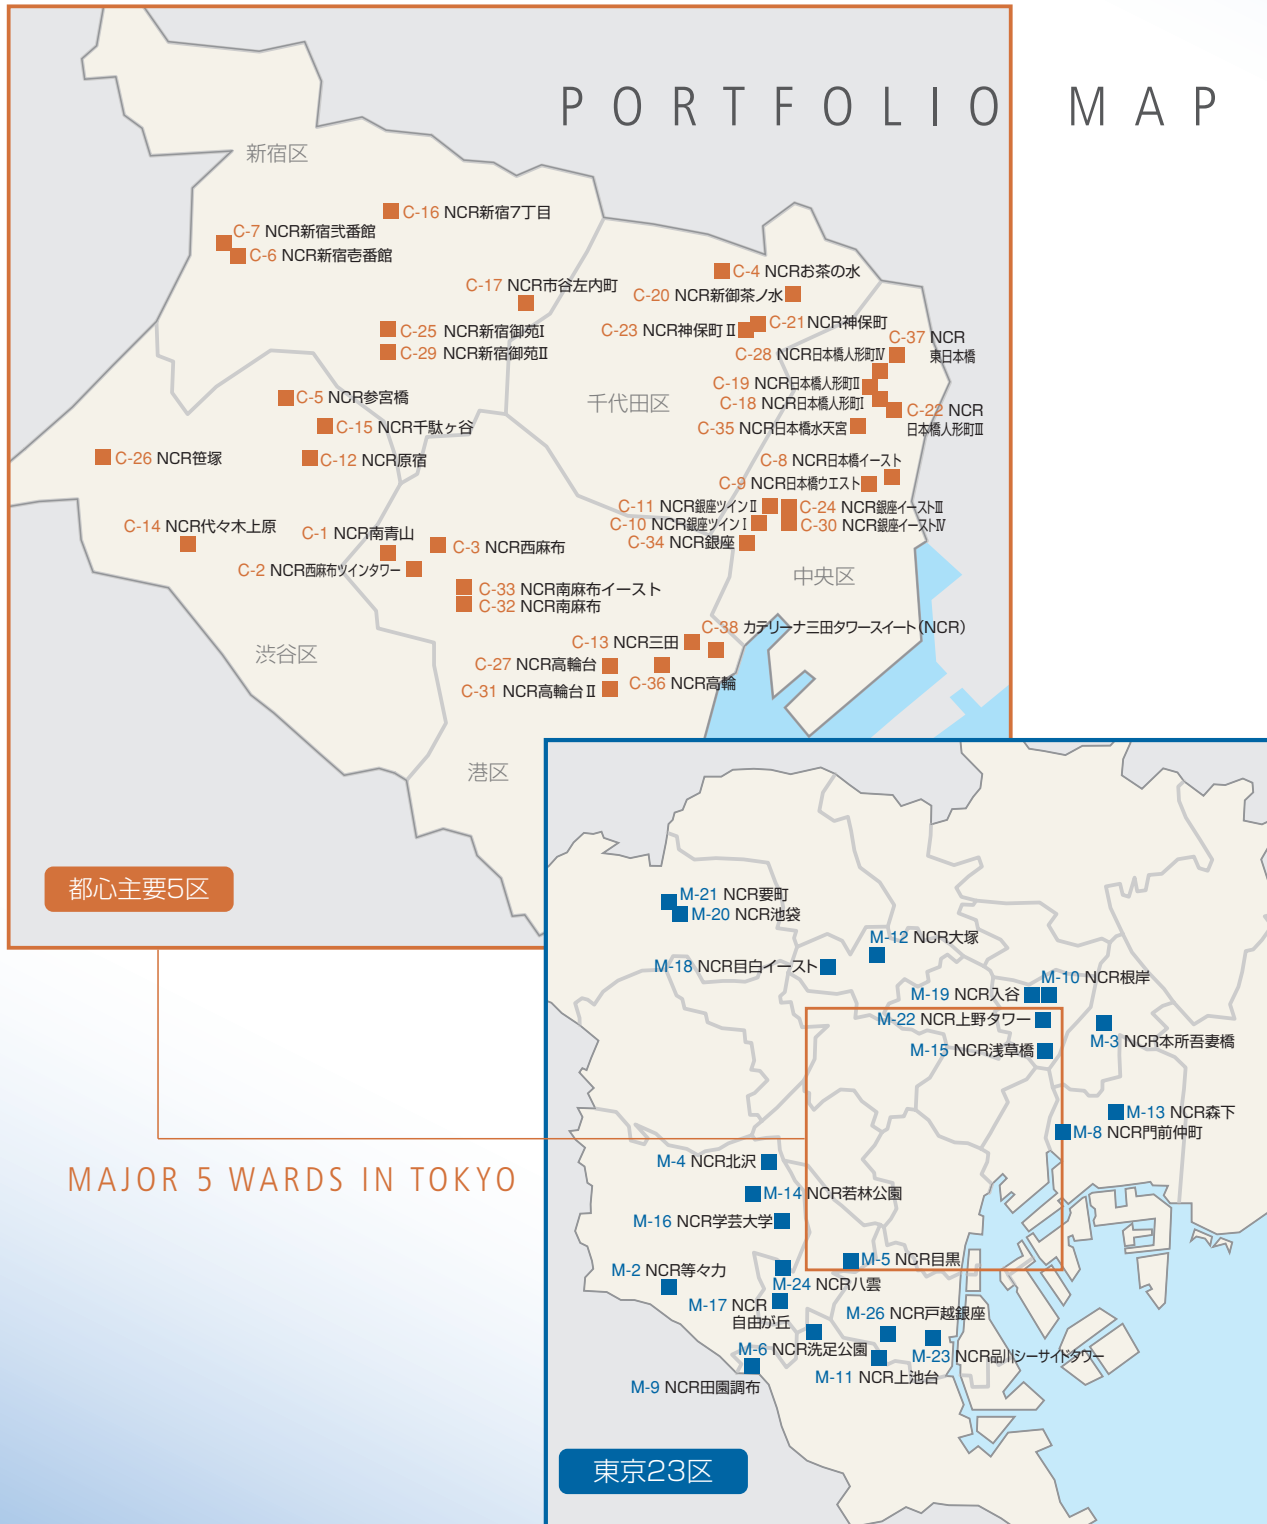 PORTFOLIO MAP
新宿区
C-16 NCR新宿7丁目
C-7 NCR新宿弐番館
C-6 NCR新宿壱番館
C-17 NCR市谷左内町
C-4 NCRお茶の水
C-20 NCR新御茶ノ水
C-25 NCR新宿御苑I
C-29 NCR新宿御苑II
C-23 NCR神保町Ⅱ
C-21 NCR神保町
C-37 NCR
東日本橋
C-28 NCR日本橋人形町Ⅳ
C-19 NCR日本橋人形町Ⅱ
C-18 NCR日本橋人形町I
C-22 NCR
日本橋人形町Ⅲ
C-35 NCR日本橋水天宮
千代田区
C-5 NCR参宮橋
C-15 NCR千駄ヶ谷
C-26 NCR笹塚
C-12 NCR原宿
C-8 NCR日本橋イースト
C-9 NCR日本橋ウエスト
C-11 NCR銀座ツインⅡ
C-24 NCR銀座イーストⅢ
C-10 NCR銀座ツインⅠ
C-30 NCR銀座イーストⅣ
C-34 NCR銀座
C-14 NCR代々木上原
C-1 NCR南青山
C-3 NCR西麻布
C-2 NCR西麻布ツインタワー
中央区
C-33 NCR南麻布イースト
C-32 NCR南麻布
C-38 カテリーナ三田タワースイート(NCR)
C-13 NCR三田
渋谷区
C-27 NCR高輪台
C-36 NCR高輪
C-31 NCR高輪台Ⅱ
港区
都心主要5区
M-21 NCR要町
M-20 NCR池袋
M-12 NCR大塚
M-18 NCR目白イースト
M-10 NCR根岸
M-19 NCR入谷
M-22 NCR上野タワー
M-3 NCR本所吾妻橋
M-15 NCR浅草橋
M-13 NCR森下
M-8 NCR門前仲町
MAJOR 5 WARDS IN TOKYO
M-4 NCR北沢
M-14 NCR若林公園
M-16 NCR学芸大学
M-5 NCR目黒
M-2 NCR等々力
M-24 NCR八雲
M-17 NCR
自由が丘
M-26 NCR戸越銀座
M-6 NCR洗足公園
M-23 NCR品川シーサイドタワー
M-11 NCR上池台
M-9 NCR田園調布
東京23区